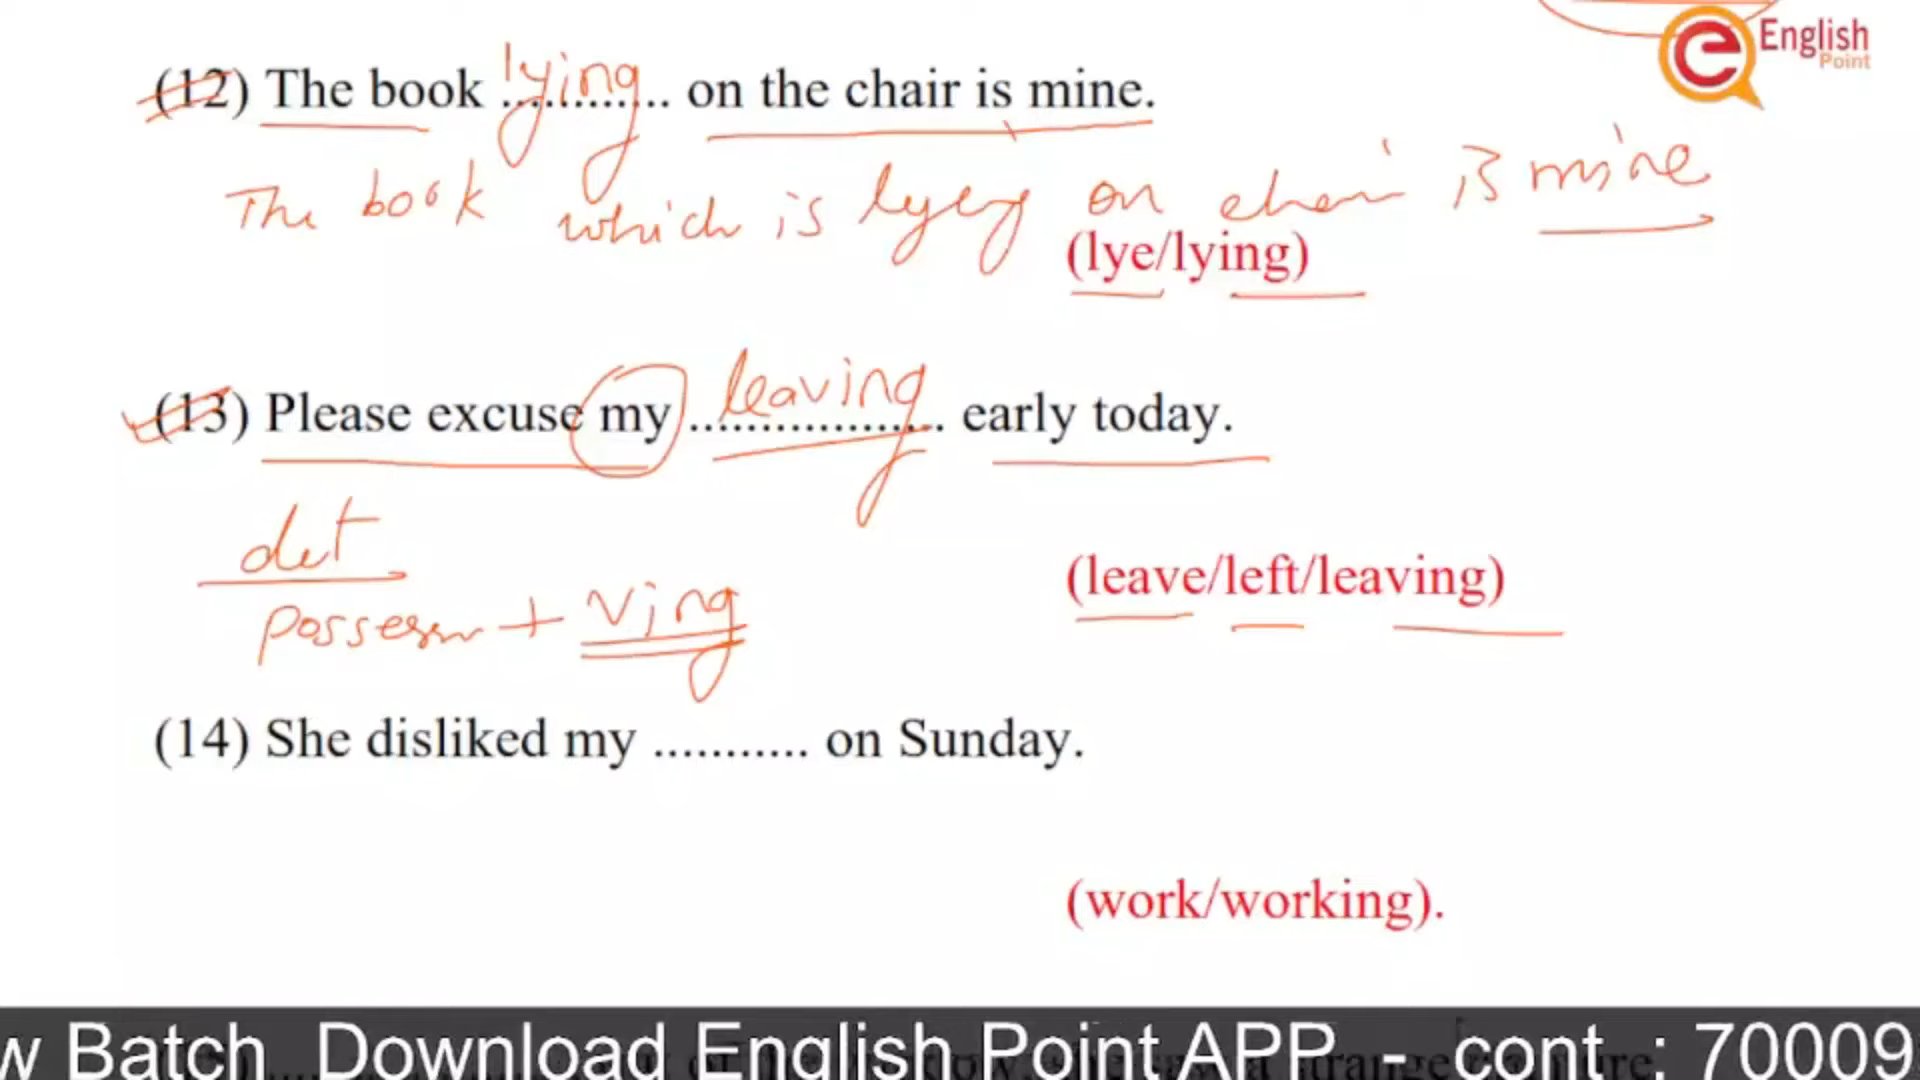 English
Point
(12) The book lying ............ on the chair is mine.
The book which is lying on chair is mine
(lye/lying)
(13) Please excuse my leaving .................. early today.
det
(leave/left/leaving)
+ Ving
(14) She disliked my ........... on Sunday.
(work/working).
w Batch Download English Point APP - cont. : 70009